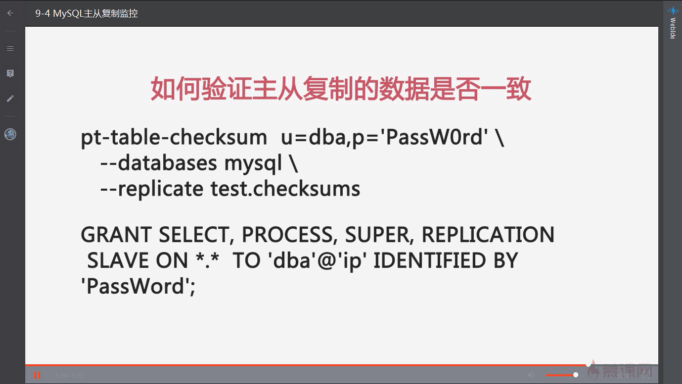 9-4 MySQL主从复制监控
Webide
如何验证主从复制的数据是否一致
pt-table-checksum u=dba,p='PassW0rd' \
--databases mysql \
--replicate test.checksums
GRANT SELECT, PROCESS, SUPER, REPLICATION
SLAVE ON *.* TO 'dba'@'ip' IDENTIFIED BY
'PassWord';